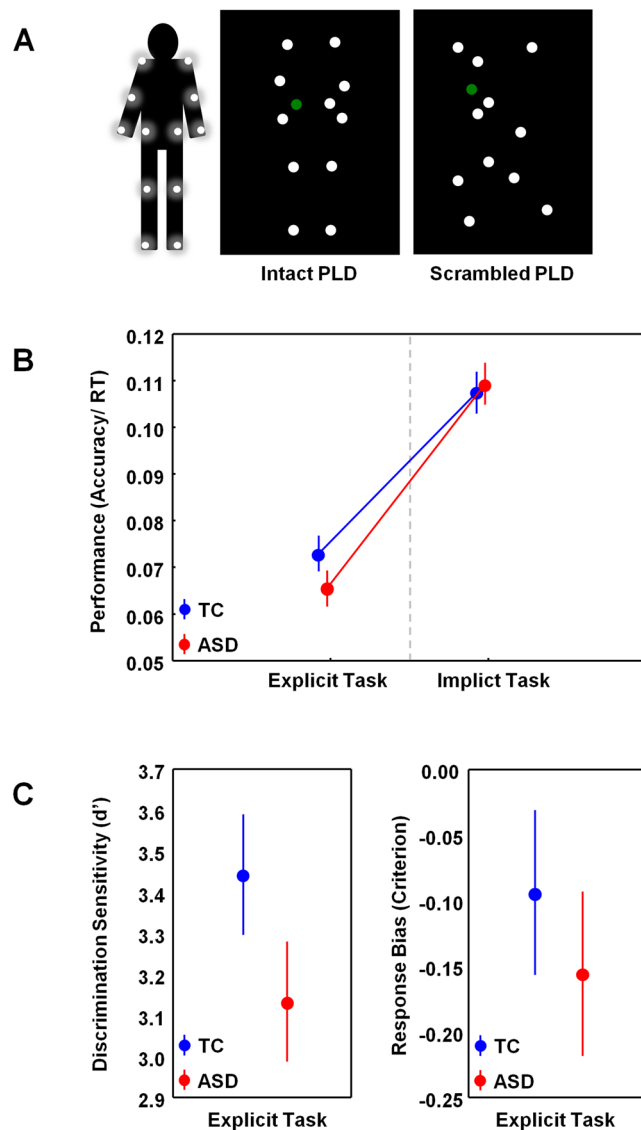 A
Intact PLD
Scrambled PLD
B
Performance (Accuracy/ RT)
0.12
0.11
0.10
0.09
0.08
0.07
0.06
0.05
TC
ASD
Explicit Task
Implict Task
C
Discrimination Sensitivity (d')
3.7
3.6
3.5
3.4
3.3
3.2
3.1
3.0
2.9
TC
ASD
Explicit Task
Response Bias (Criterion)
0.00
-0.05
-0.10
-0.15
-0.20
-0.25
TC
ASD
Explicit Task